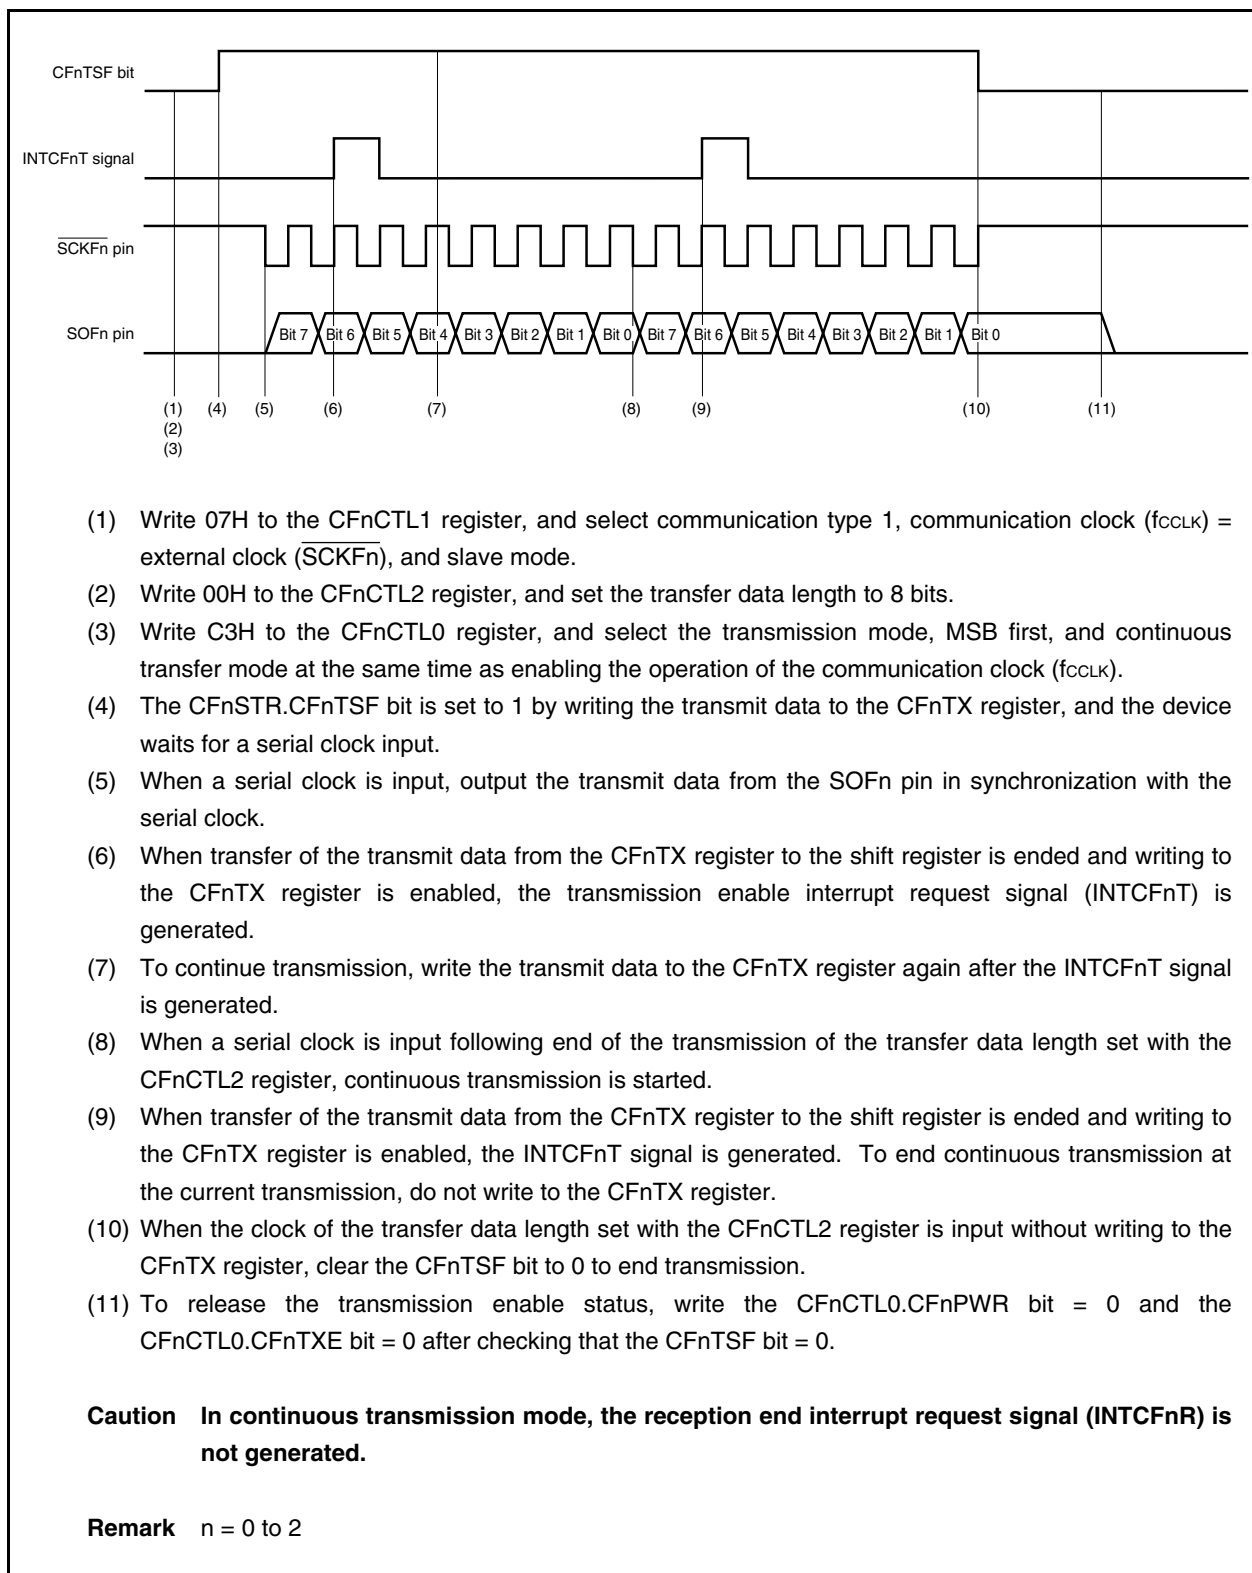 CFnTSF bit
INTCFnT signal
SCKFn pin
SOFn pin
Bit 7 Bit 6 Bit 5 Bit 4 Bit 3 Bit 2 Bit 1 Bit 0 Bit 7 Bit 6 Bit 5 Bit 4 Bit 3 Bit 2 Bit 1 Bit 0
(1) (4) (5) (6) (7) (8) (9) (10) (11)
(2)
(3)
(1) Write 07H to the CFnCTL1 register, and select communication type 1, communication clock (fCCLK) =
external clock (SCKFn), and slave mode.
(2) Write 00H to the CFnCTL2 register, and set the transfer data length to 8 bits.
(3) Write C3H to the CFnCTL0 register, and select the transmission mode, MSB first, and continuous
transfer mode at the same time as enabling the operation of the communication clock (fCCLK).
(4) The CFnSTR.CFnTSF bit is set to 1 by writing the transmit data to the CFnTX register, and the device
waits for a serial clock input.
(5) When a serial clock is input, output the transmit data from the SOFn pin in synchronization with the
serial clock.
(6) When transfer of the transmit data from the CFnTX register to the shift register is ended and writing to
the CFnTX register is enabled, the transmission enable interrupt request signal (INTCFnT) is
generated.
(7) To continue transmission, write the transmit data to the CFnTX register again after the INTCFnT signal
is generated.
(8) When a serial clock is input following end of the transmission of the transfer data length set with the
CFnCTL2 register, continuous transmission is started.
(9) When transfer of the transmit data from the CFnTX register to the shift register is ended and writing to
the CFnTX register is enabled, the INTCFnT signal is generated. To end continuous transmission at
the current transmission, do not write to the CFnTX register.
(10) When the clock of the transfer data length set with the CFnCTL2 register is input without writing to the
CFnTX register, clear the CFnTSF bit to 0 to end transmission.
(11) To release the transmission enable status, write the CFnCTL0.CFnPWR bit = 0 and the
CFnCTL0.CFnTXE bit = 0 after checking that the CFnTSF bit = 0.
Caution In continuous transmission mode, the reception end interrupt request signal (INTCFnR) is
not generated.
Remark n = 0 to 2